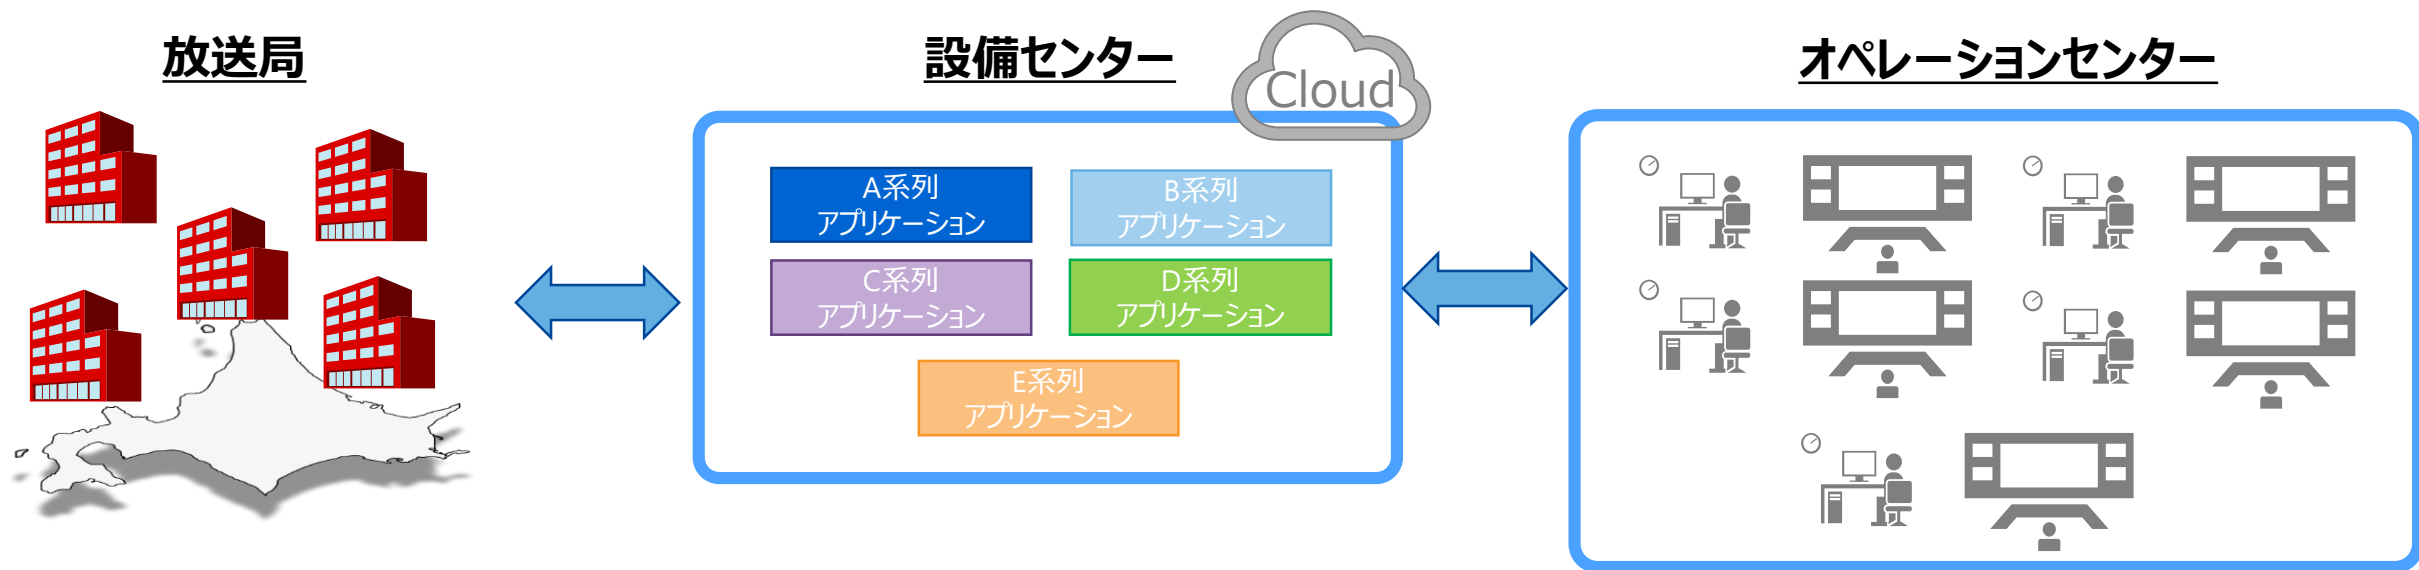 放送局
設備センター
Cloud
オペレーションセンター
A系列
アプリケーション
B系列
アプリケーション
C系列
アプリケーション
D系列
アプリケーション
E系列
アプリケーション